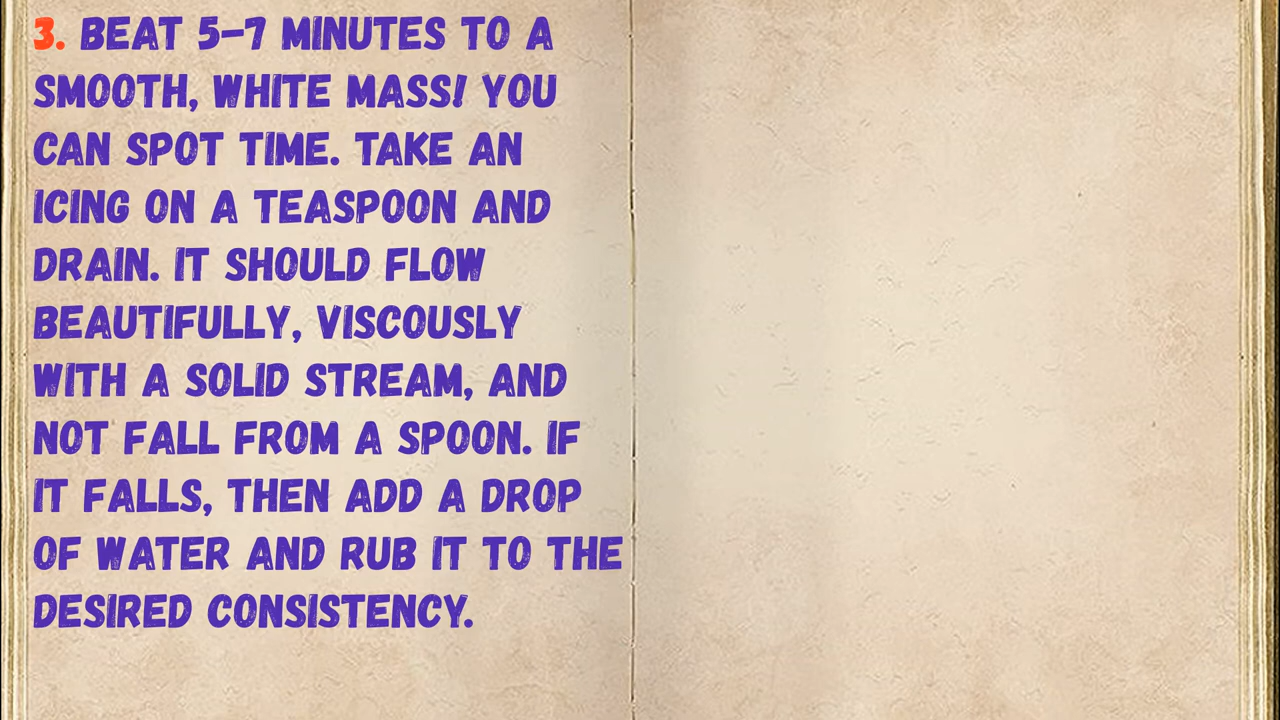 3. BEAT 5-7 MINUTES TO A
SMOOTH, WHITE MASS! YOU
CAN SPOT TIME. TAKE AN
ICING ON A TEASPOON AND
DRAIN. IT SHOULD FLOW
BEAUTIFULLY, VISCOUSLY
WITH A SOLID STREAM, AND
NOT FALL FROM A SPOON. IF
IT FALLS, THEN ADD A DROP
OF WATER AND RUB IT TO THE
DESIRED CONSISTENCY.